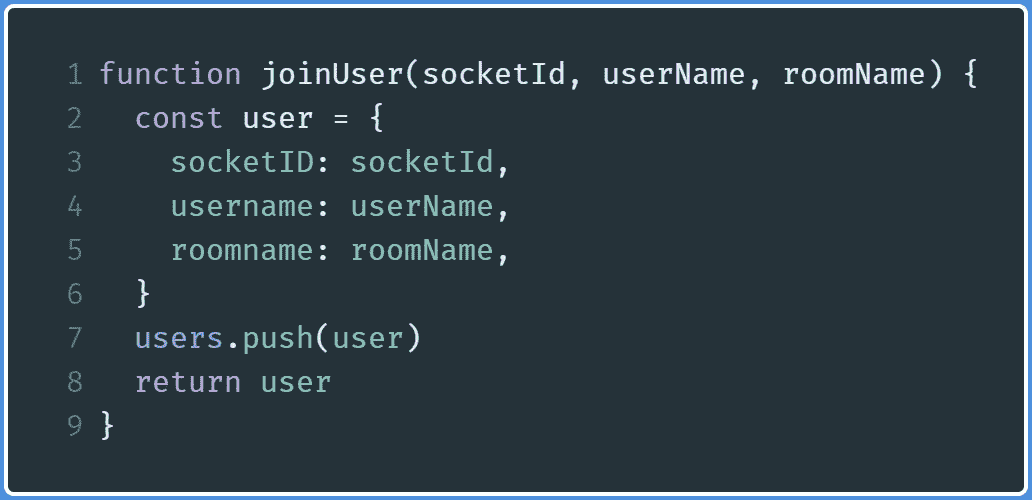 1 function joinUser(socketId, userName, roomName) {
2   const user = {
3     socketID: socketId,
4     username: userName,
5     roomname: roomName,
6   }
7   users.push(user)
8   return user
9 }